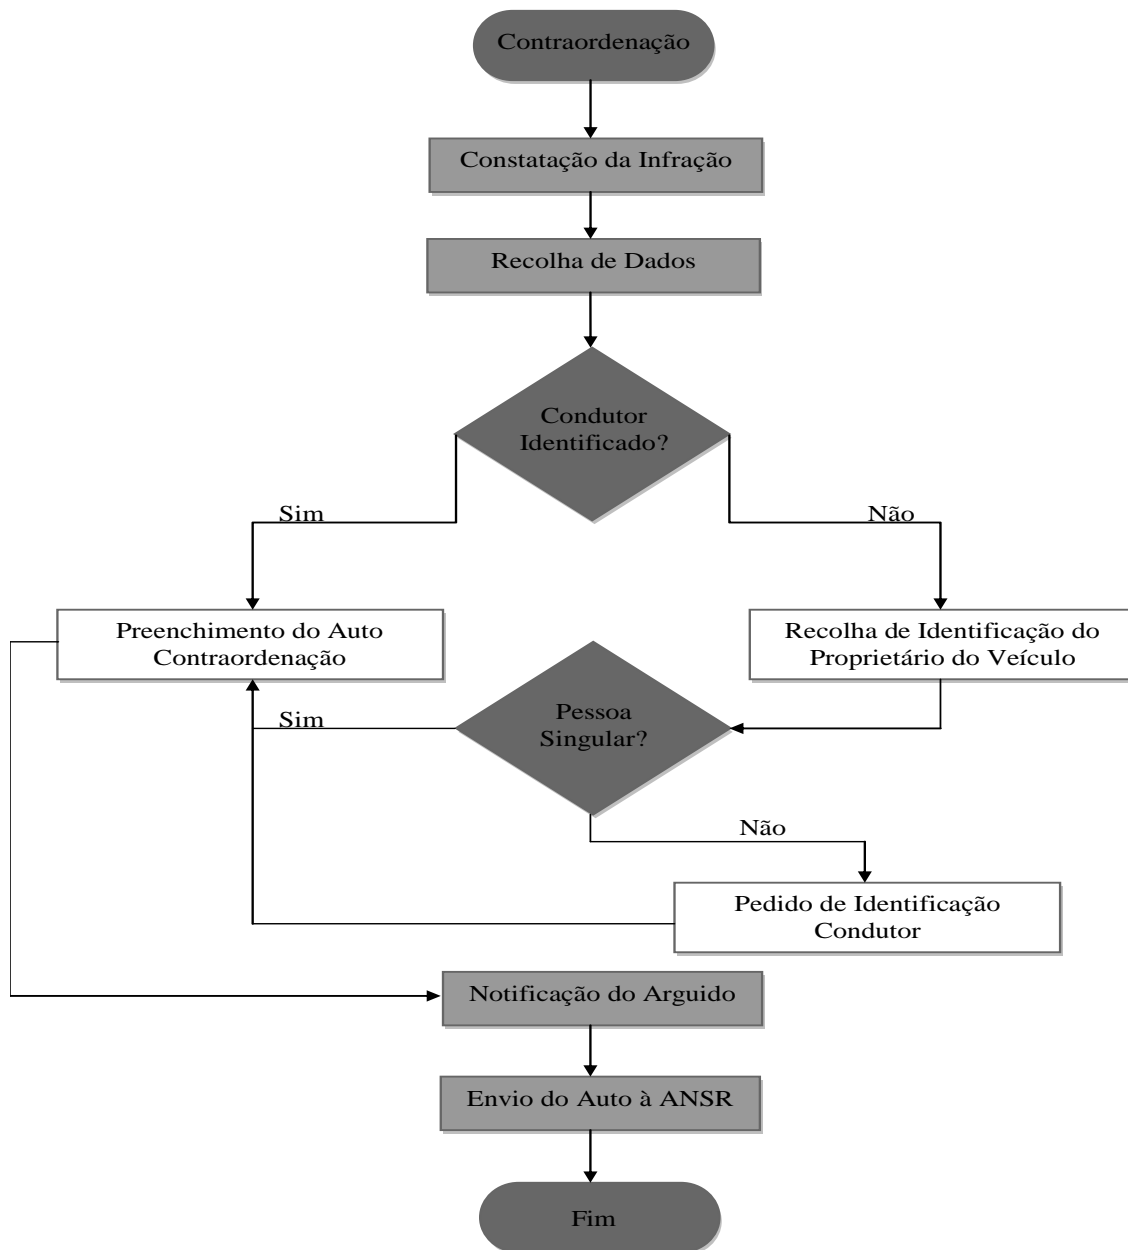 Contraordenação
Constatação da Infração
Recolha de Dados
Condutor
Identificado?
Sim
Não
Preenchimento do Auto
Contraordenação
Recolha de Identificação do
Proprietário do Veículo
Sim
Pessoa
Singular?
Não
Pedido de Identificação
Condutor
Notificação do Arguido
Envio do Auto à ANSR
Fim